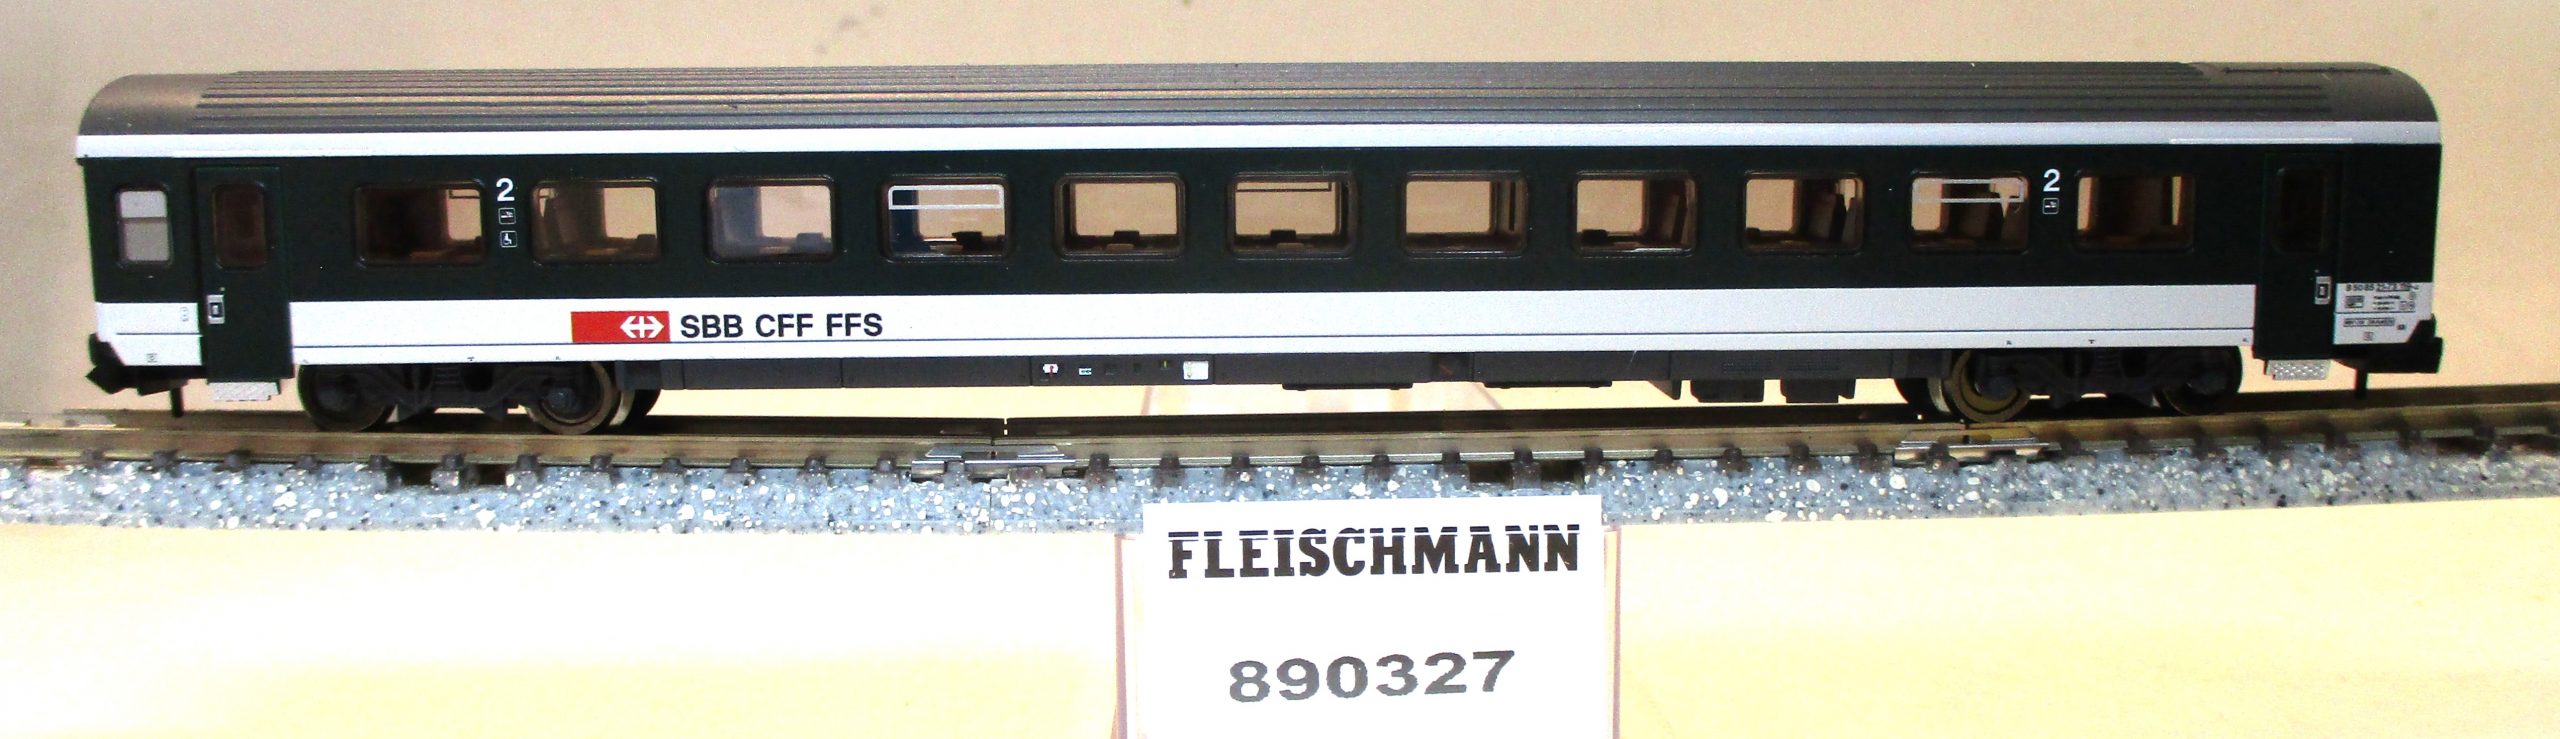 2
2
SBB CFF FFS
FLEISCHMANN
890327